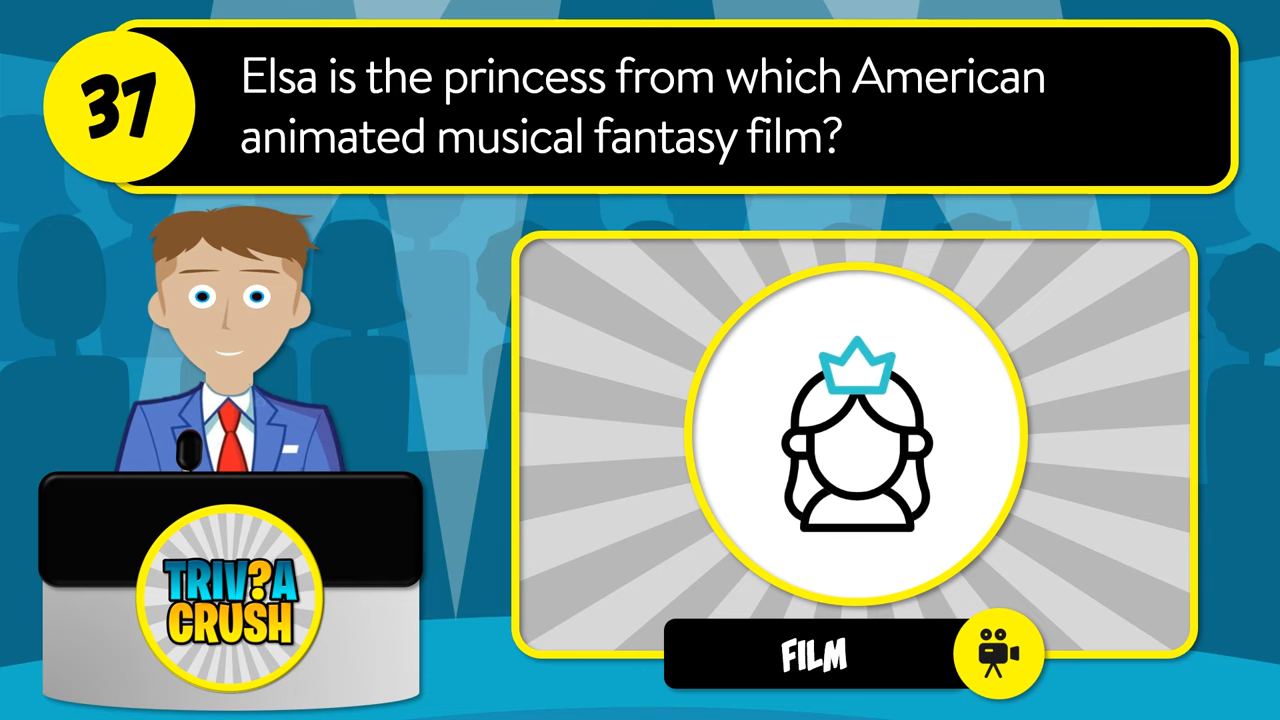 37
Elsa is the princess from which American
animated musical fantasy film?
TRIV?A
CRUSH
FILM